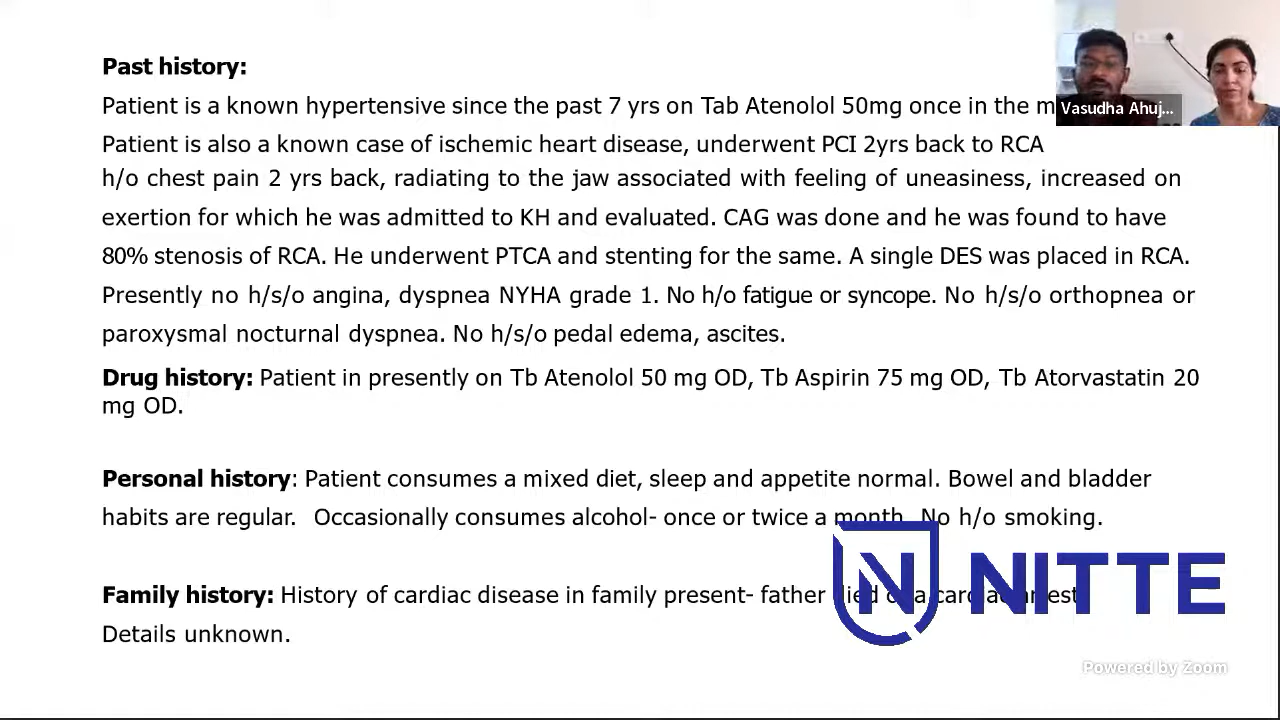 Past history:
Patient is a known hypertensive since the past 7 yrs on Tab Atenolol 50mg once in the m
Vasudha Ahuj...
Patient is also a known case of ischemic heart disease, underwent PCI 2yrs back to RCA
h/o chest pain 2 yrs back, radiating to the jaw associated with feeling of uneasiness, increased on
exertion for which he was admitted to KH and evaluated. CAG was done and he was found to have
80% stenosis of RCA. He underwent PTCA and stenting for the same. A single DES was placed in RCA.
Presently no h/s/o angina, dyspnea NYHA grade 1. No h/o fatigue or syncope. No h/s/o orthopnea or
paroxysmal nocturnal dyspnea. No h/s/o pedal edema, ascites.
Drug history: Patient in presently on Tb Atenolol 50 mg OD, Tb Aspirin 75 mg OD, Tb Atorvastatin 20
mg OD.
Personal history: Patient consumes a mixed diet, sleep and appetite normal. Bowel and bladder
habits are regular. Occasionally consumes alcohol- once or twice a month. No h/o smoking.
Family history: History of cardiac disease in family present- father died of a cardiac arrest
Details unknown.
N NITTE
Powered by Zoom